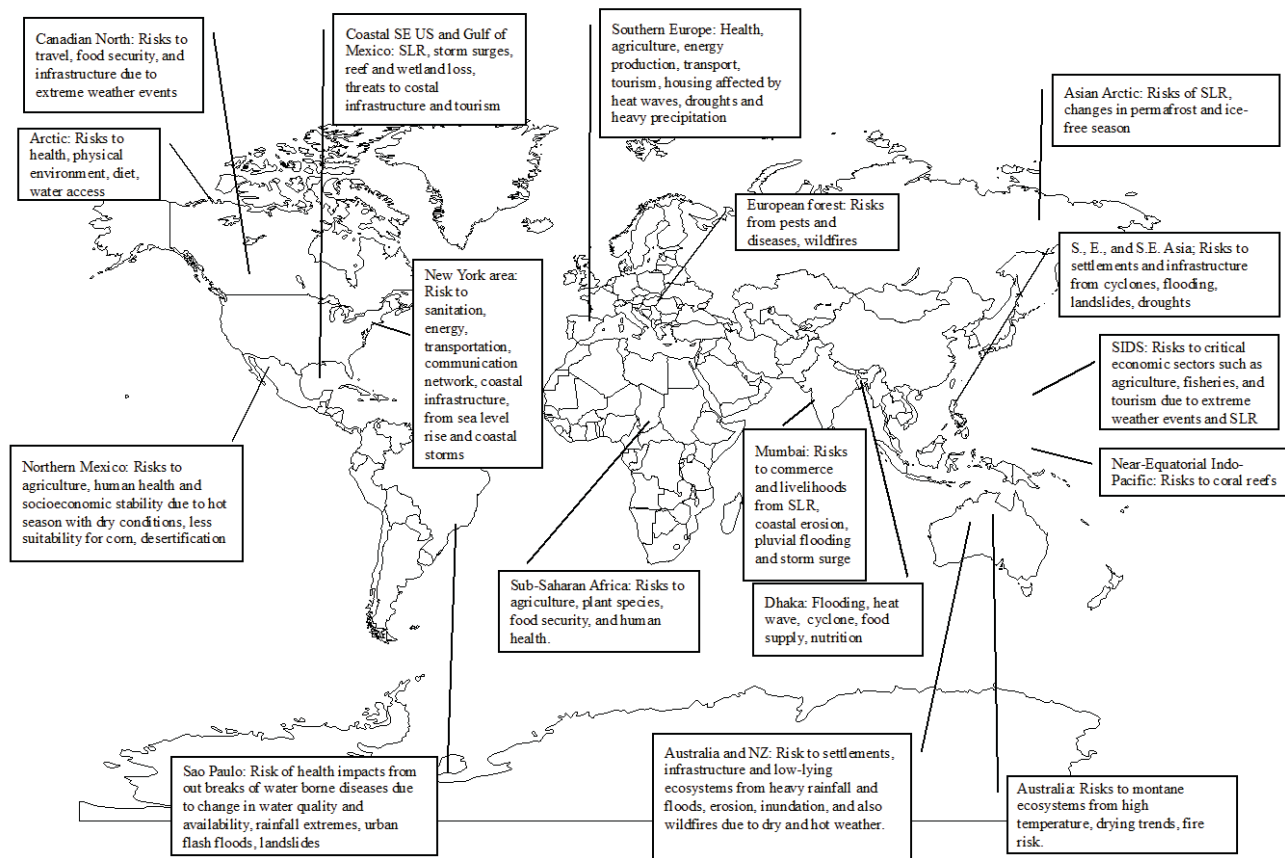 Canadian North: Risks to
travel, food security, and
infrastructure due to
extreme weather events
Coastal SE US and Gulf of
Mexico: SLR, storm surges,
reef and wetland loss,
threats to costal
infrastructure and tourism
Southern Europe: Health,
agriculture, energy
production, transport,
tourism, housing affected by
heat waves, droughts and
heavy precipitation
Asian Arctic: Risks of SLR,
changes in permafrost and ice-
free season
Arctic: Risks to
health, physical
environment, diet,
water access
European forest: Risks
from pests and
diseases, wildfires
S., E., and S.E. Asia; Risks to
settlements and infrastructure
from cyclones, flooding,
landslides, droughts
New York area:
Risk to
sanitation,
energy,
transportation,
communication
network, coastal
infrastructure,
from sea level
rise and coastal
storms
SIDS: Risks to critical
economic sectors such as
agriculture, fisheries, and
tourism due to extreme
weather events and SLR
Northern Mexico: Risks to
agriculture, human health and
socioeconomic stability due to hot
season with dry conditions, less
suitability for corn, desertification
Mumbai: Risks
to commerce
and livelihoods
from SLR,
coastal erosion,
pluvial flooding
and storm surge
Near-Equatorial Indo-
Pacific: Risks to coral reefs
Sub-Saharan Africa: Risks to
agriculture, plant species,
food security, and human
health.
Dhaka: Flooding, heat
wave, cyclone, food
supply, nutrition
Sao Paulo: Risk of health impacts from
out breaks of water borne diseases due
to change in water quality and
availability, rainfall extremes, urban
flash floods, landslides
Australia and NZ: Risk to settlements,
infrastructure and low-lying
ecosystems from heavy rainfall and
floods, erosion, inundation, and also
wildfires due to dry and hot weather.
Australia: Risks to montane
ecosystems from high
temperature, drying trends, fire
risk.